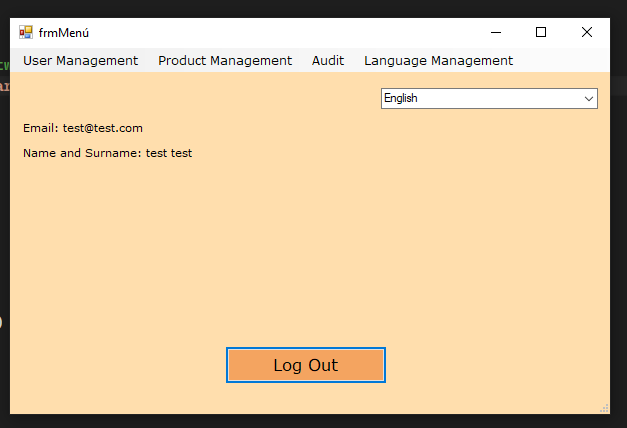 frmMenú
User Management Product Management Audit Language Management
English
Email: test@test.com
Name and Surname: test test
Log Out